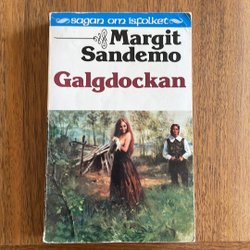 sagan om isfolket
Margit
Sandemo
Galgdockan